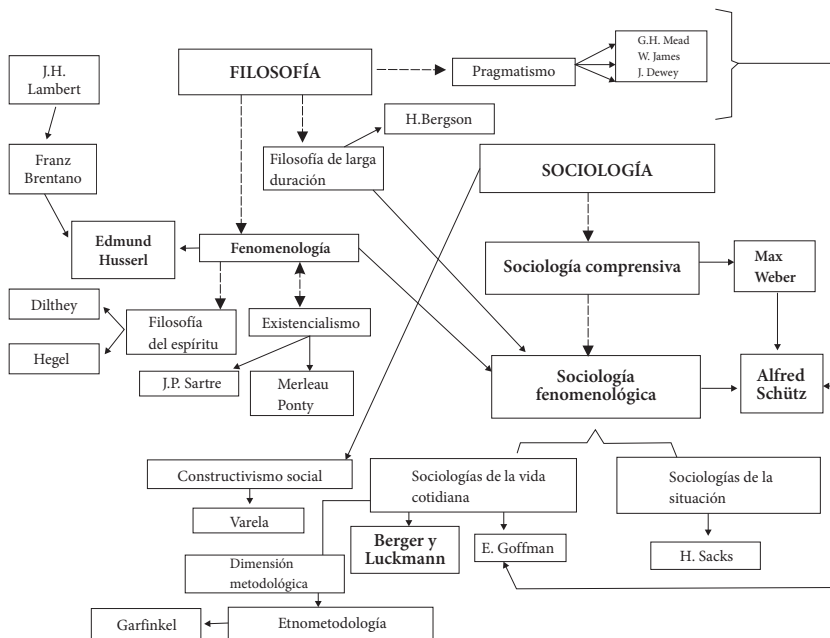 J.H.
Lambert
FILOSOFÍA
Pragmatismo
G.H. Mead
W. James
J. Dewey
H.Bergson
Franz
Brentano
Filosofía de larga
duración
SOCIOLOGÍA
Edmund
Husserl
Fenomenología
Sociología comprensiva
Max
Weber
Dilthey
Hegel
Filosofía
del espíritu
Existencialismo
J.P. Sartre
Merleau
Ponty
Sociología
fenomenológica
Alfred
Schütz
Constructivismo social
Sociologías de la vida
cotidiana
Sociologías de la
situación
Varela
Berger y
Luckmann
E. Goffman
H. Sacks
Dimensión
metodológica
Garfinkel
Etnometodología